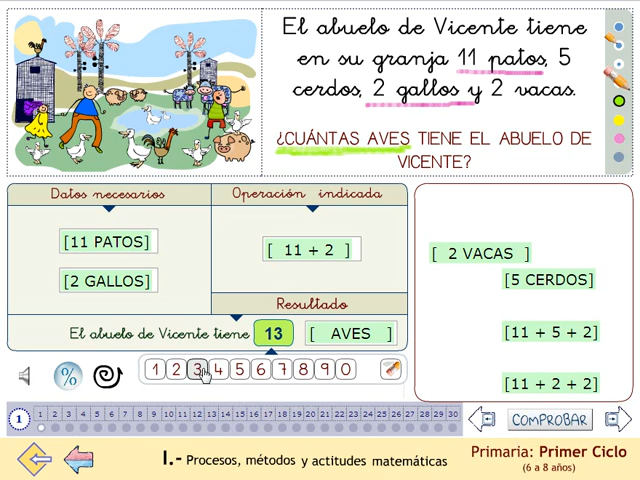 El abuelo de Vicente tiene
en su granja 11 patos, 5
cerdos, 2 gallos y 2 vacas.
¿CUÁNTAS AVES TIENE EL ABUELO DE
VICENTE?
Datos necesarios
Operación indicada
[11 PATOS]
[2 GALLOS]
[ 11 + 2 ]
Resultado
El abuelo de Vicente tiene 13 [ AVES ]
[ 2 VACAS ]
[5 CERDOS]
[11 + 5 + 2]
[11 + 2 + 2]
1 2 3 4 5 6 7 8 9 0
%
1
1 2 3 4 5 6 7 8 9 10 11 12 13 14 15 16 17 18 19 20 21 22 23 24 25 26 27 28 29 30
COMPROBAR
I.- Procesos, métodos y actitudes matemáticas
Primaria: Primer Ciclo
(6 a 8 años)